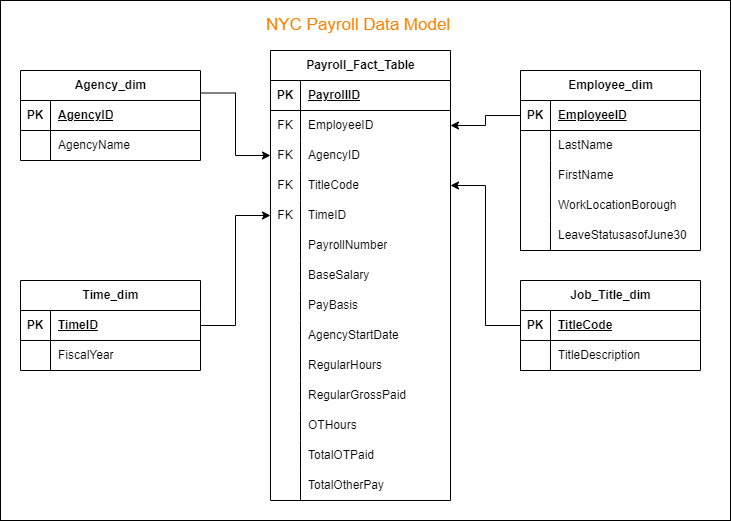 NYC Payroll Data Model
Agency_dim
PK AgencyID
AgencyName
Time_dim
PK TimeID
FiscalYear
Payroll_Fact_Table
PK PayrollID
FK EmployeeID
FK AgencyID
FK TitleCode
FK TimeID
PayrollNumber
BaseSalary
PayBasis
AgencyStartDate
RegularHours
RegularGrossPaid
OTHours
TotalOTPaid
TotalOtherPay
Employee_dim
PK EmployeeID
LastName
FirstName
WorkLocationBorough
LeaveStatusasofJune30
Job_Title_dim
PK TitleCode
TitleDescription